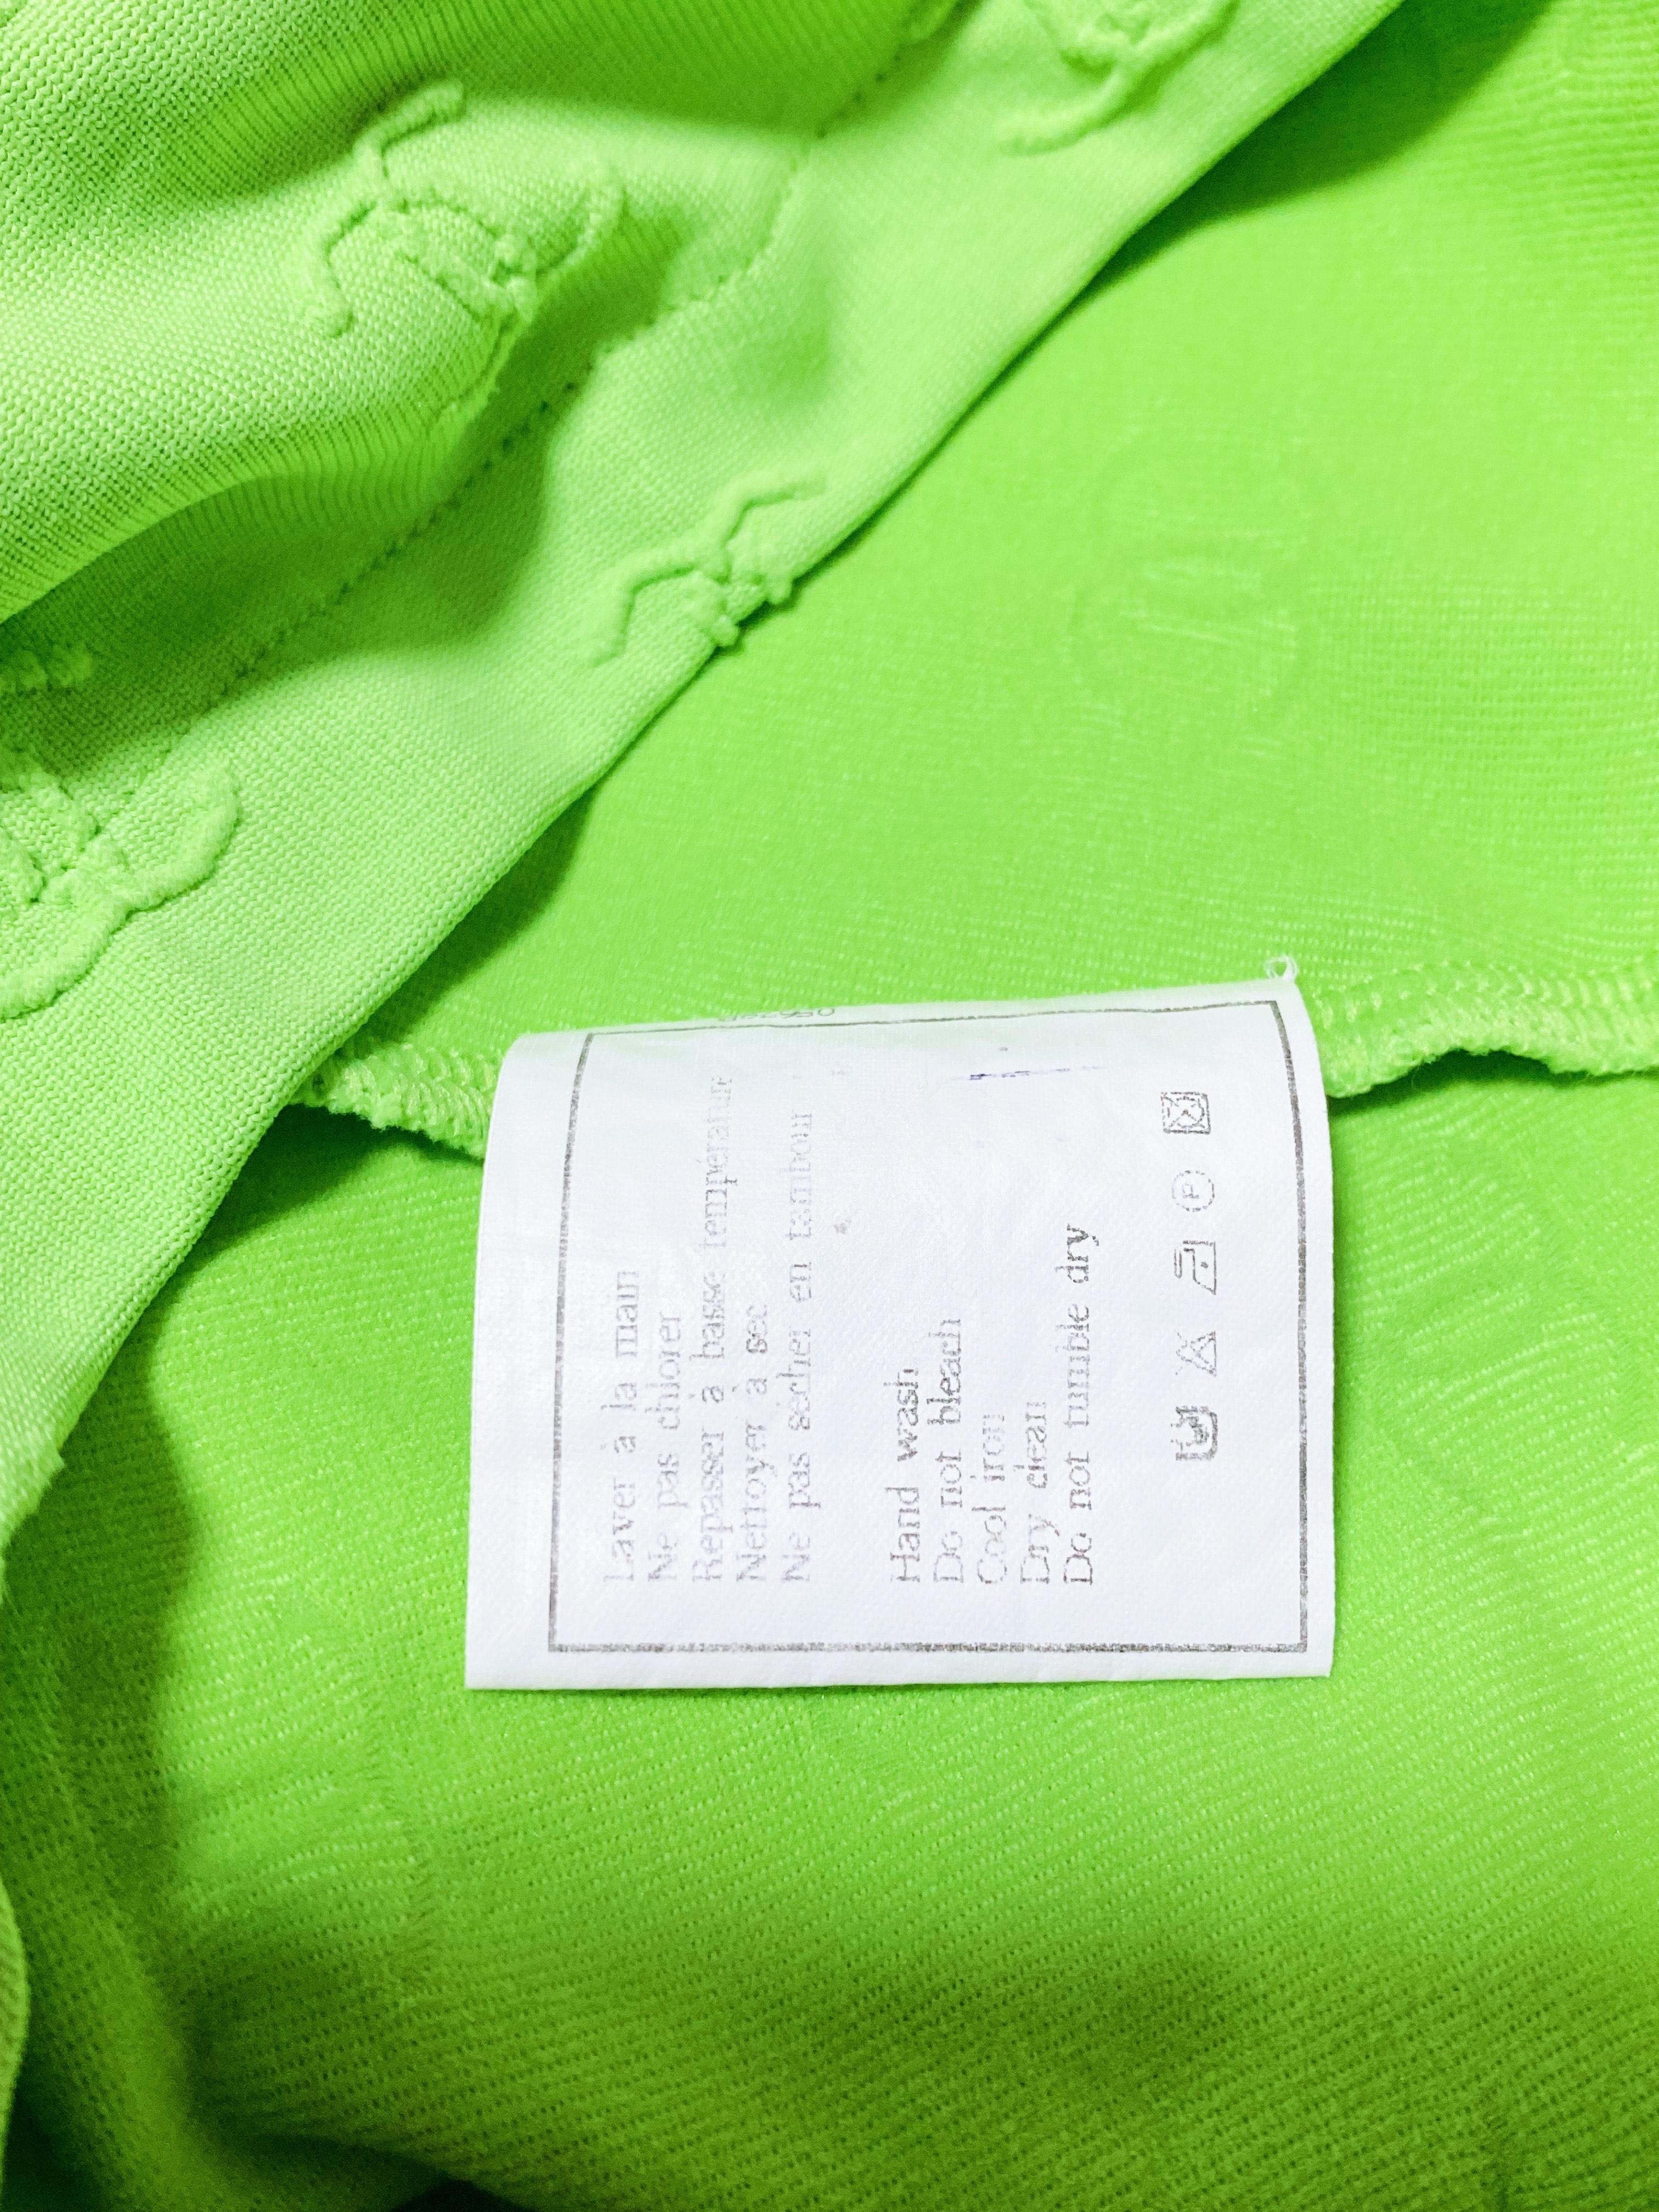 Laver à la main
Ne pas chlorer
Repasser à basse température
Nettoyer à sec
Ne pas sècher en tambour
Hand wash
Do not bleach
Cool iron
Dry clean
Do not tumble dry
P